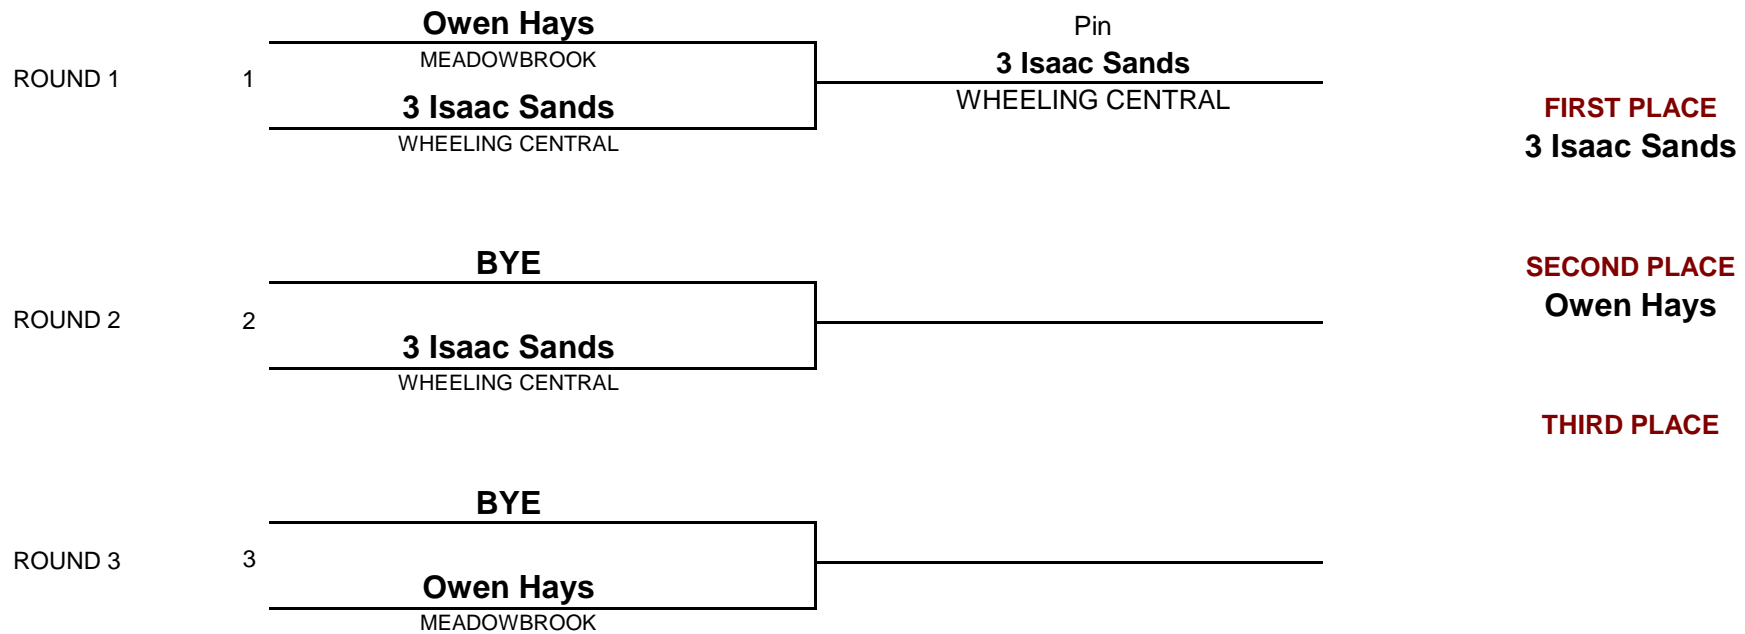 Owen Hays
MEADOWBROOK
ROUND 1
1
3 Isaac Sands
WHEELING CENTRAL
Pin
3 Isaac Sands
WHEELING CENTRAL
FIRST PLACE
3 Isaac Sands
BYE
ROUND 2
2
3 Isaac Sands
WHEELING CENTRAL
SECOND PLACE
Owen Hays
THIRD PLACE
BYE
ROUND 3
3
Owen Hays
MEADOWBROOK